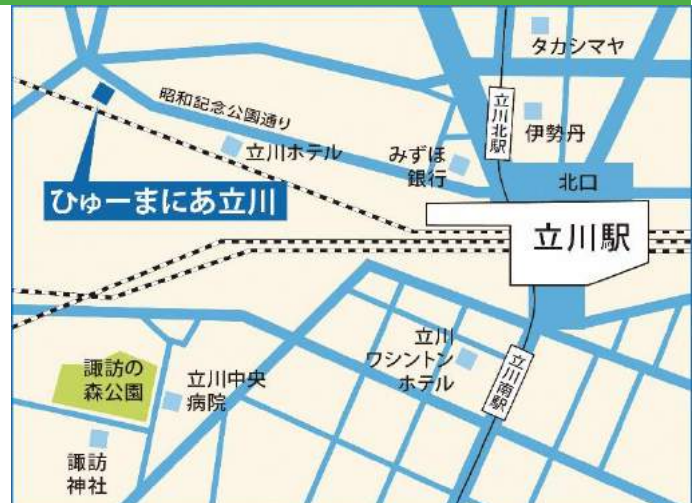 タカシマヤ
立川北駅
伊勢丹
昭和記念公園通り
立川ホテル
みずほ
銀行
北口
ひゅーまにあ立川
立川駅
立川
ワシントン
ホテル
立川南駅
諏訪の
森公園
立川中央
病院
諏訪
神社